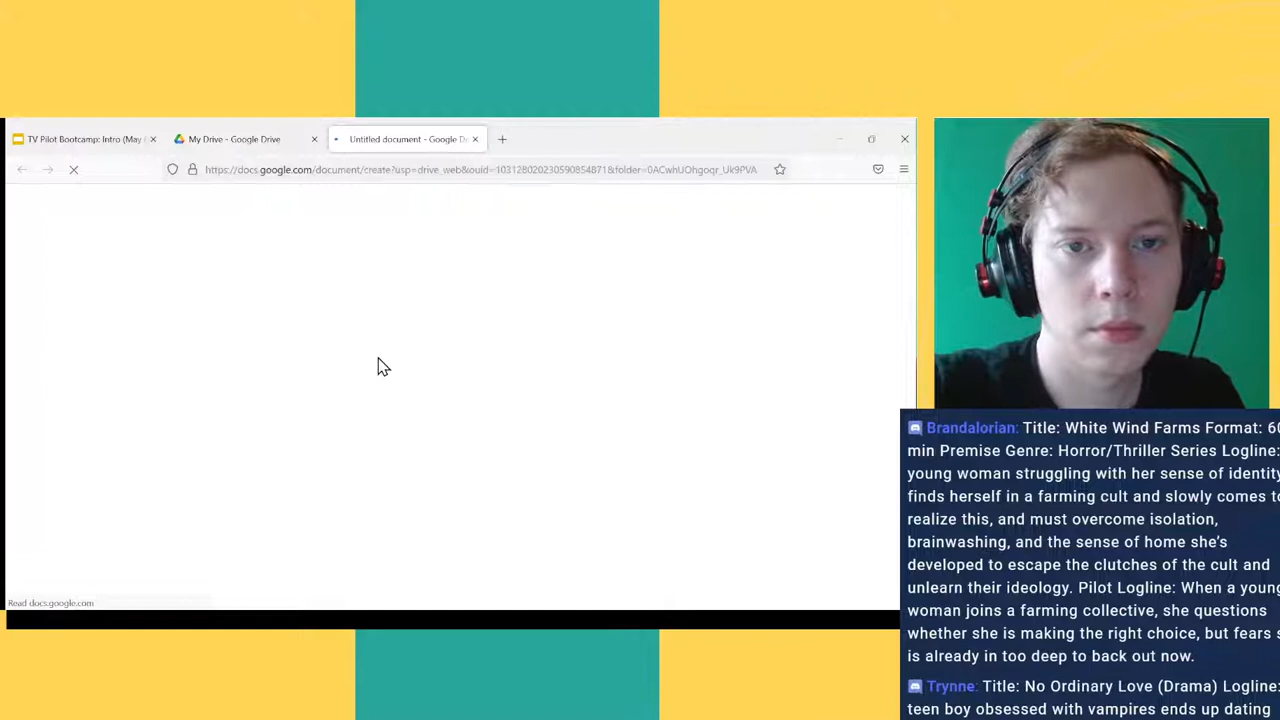 TV Pilot Bootcamp: Intro (May
My Drive - Google Drive
Untitled document - Google D
https://docs.google.com/document/create?usp=drive_web&ouid=103128020230590854871&folder=0ACwhUOhgoqr_Uk9PVA
Read docs.google.com
Brandalorian: Title: White Wind Farms Format: 60
min Premise Genre: Horror/Thriller Series Logline:
young woman struggling with her sense of identity
finds herself in a farming cult and slowly comes to
realize this, and must overcome isolation,
brainwashing, and the sense of home she's
developed to escape the clutches of the cult and
unlearn their ideology. Pilot Logline: When a young
woman joins a farming collective, she questions
whether she is making the right choice, but fears s
is already in too deep to back out now.
Trynne: Title: No Ordinary Love (Drama) Logline:
teen boy obsessed with vampires ends up dating